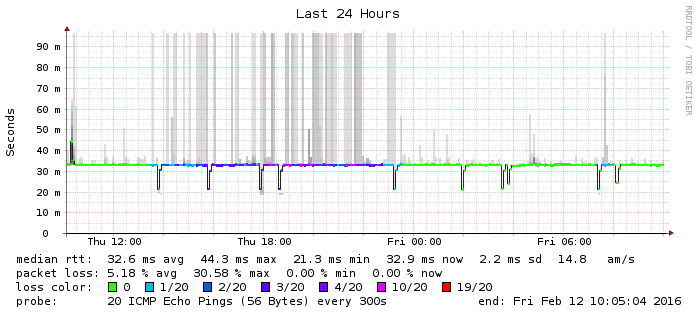 Last 24 Hours
RRDTOOL / TOBI OETIKER
Seconds
90 m
80 m
70 m
60 m
50 m
40 m
30 m
20 m
10 m
0
Thu 12:00 Thu 18:00 Fri 00:00 Fri 06:00
median rtt: 32.6 ms avg 44.3 ms max 21.3 ms min 32.9 ms now 2.2 ms sd 14.8 am/s
packet loss: 5.18 % avg 30.58 % max 0.00 % min 0.00 % now
loss color: 0 1/20 2/20 3/20 4/20 10/20 19/20
probe: 20 ICMP Echo Pings (56 Bytes) every 300s end: Fri Feb 12 10:05:04 2016